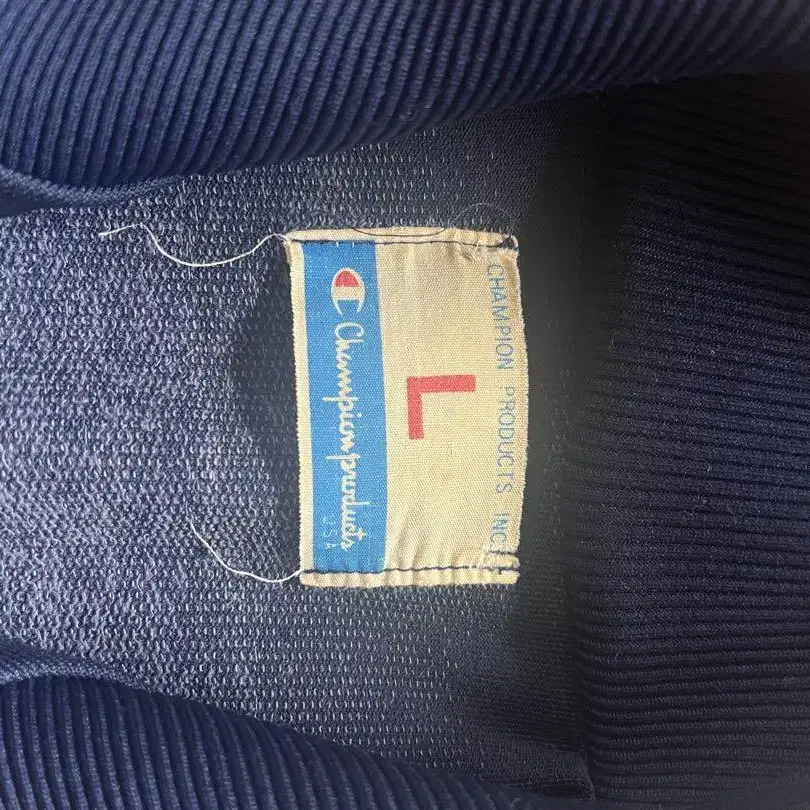 Champion products
USA
L
CHAMPION PRODUCTS INC.